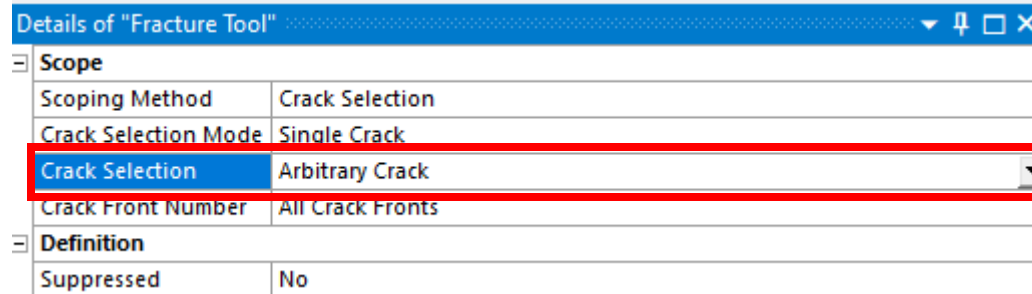 Details of "Fracture Tool"
Scope
Scoping Method Crack Selection
Crack Selection Mode Single Crack
Crack Selection Arbitrary Crack
Crack Front Number All Crack Fronts
Definition
Suppressed No